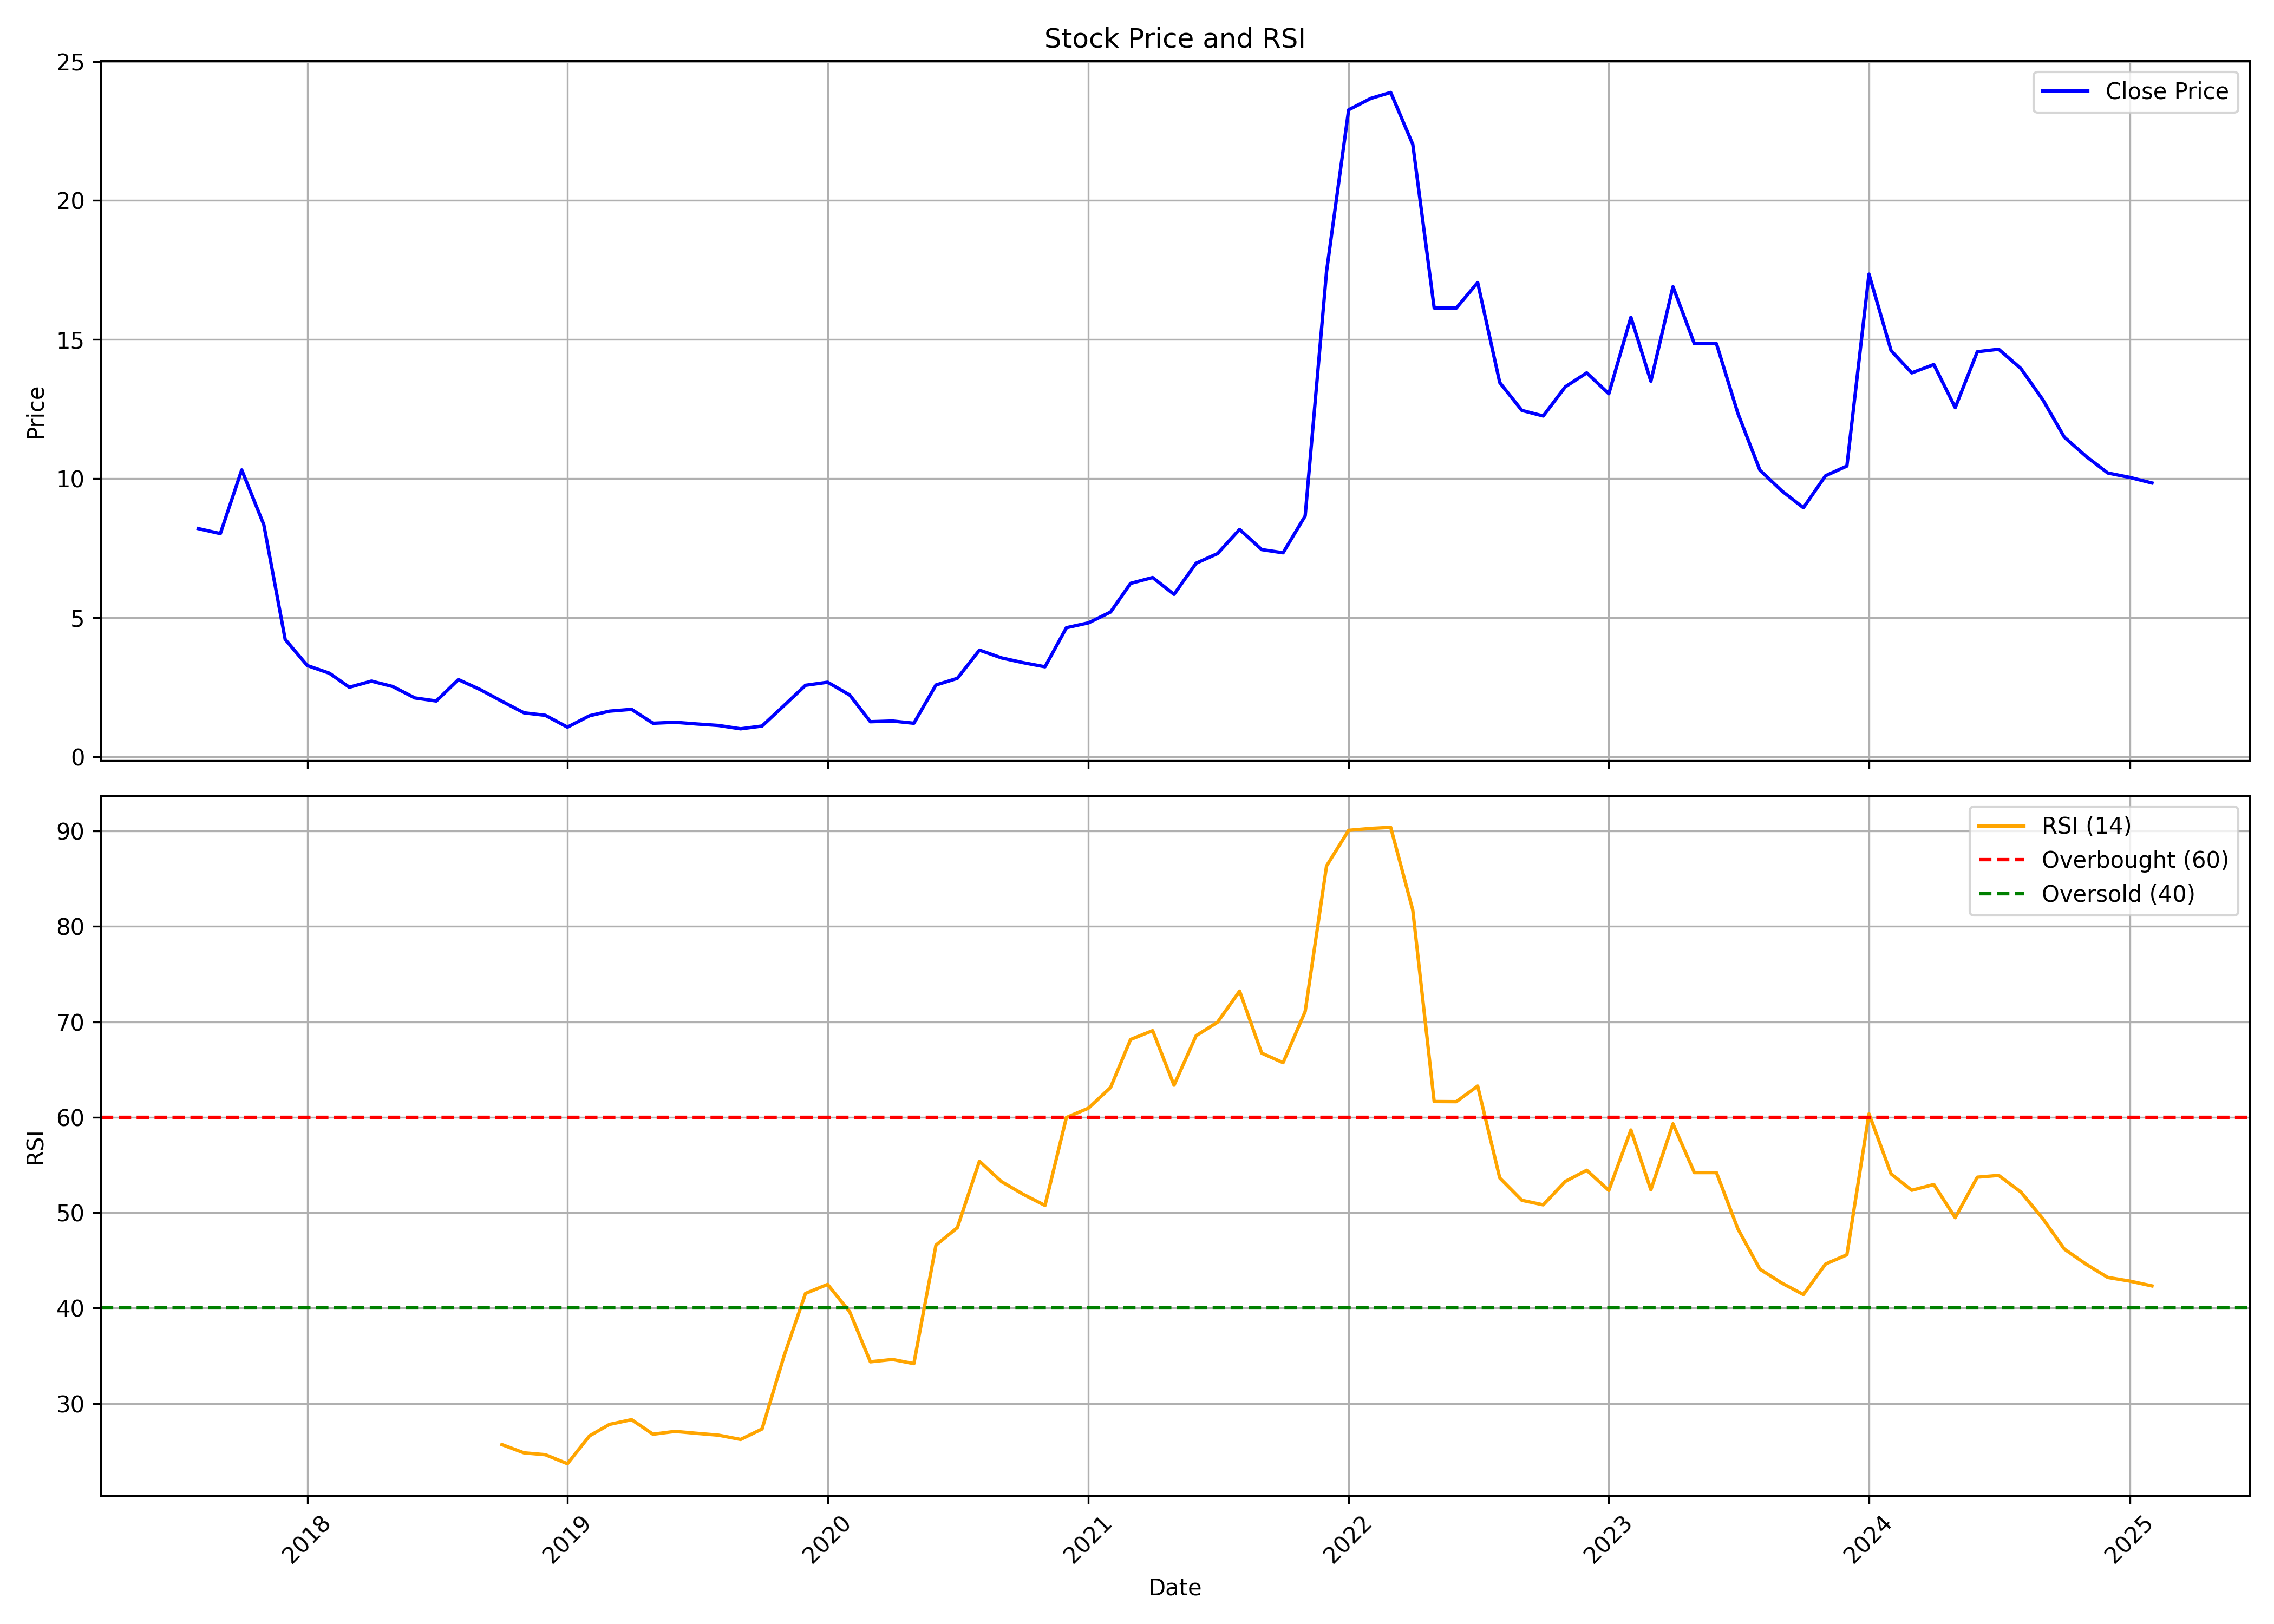 Stock Price and RSI
25
20
15
10
5
0
Price
Close Price
90
80
70
60
50
40
30
RSI
RSI (14)
Overbought (60)
Oversold (40)
2018
2019
2020
2021
2022
2023
2024
2025
Date